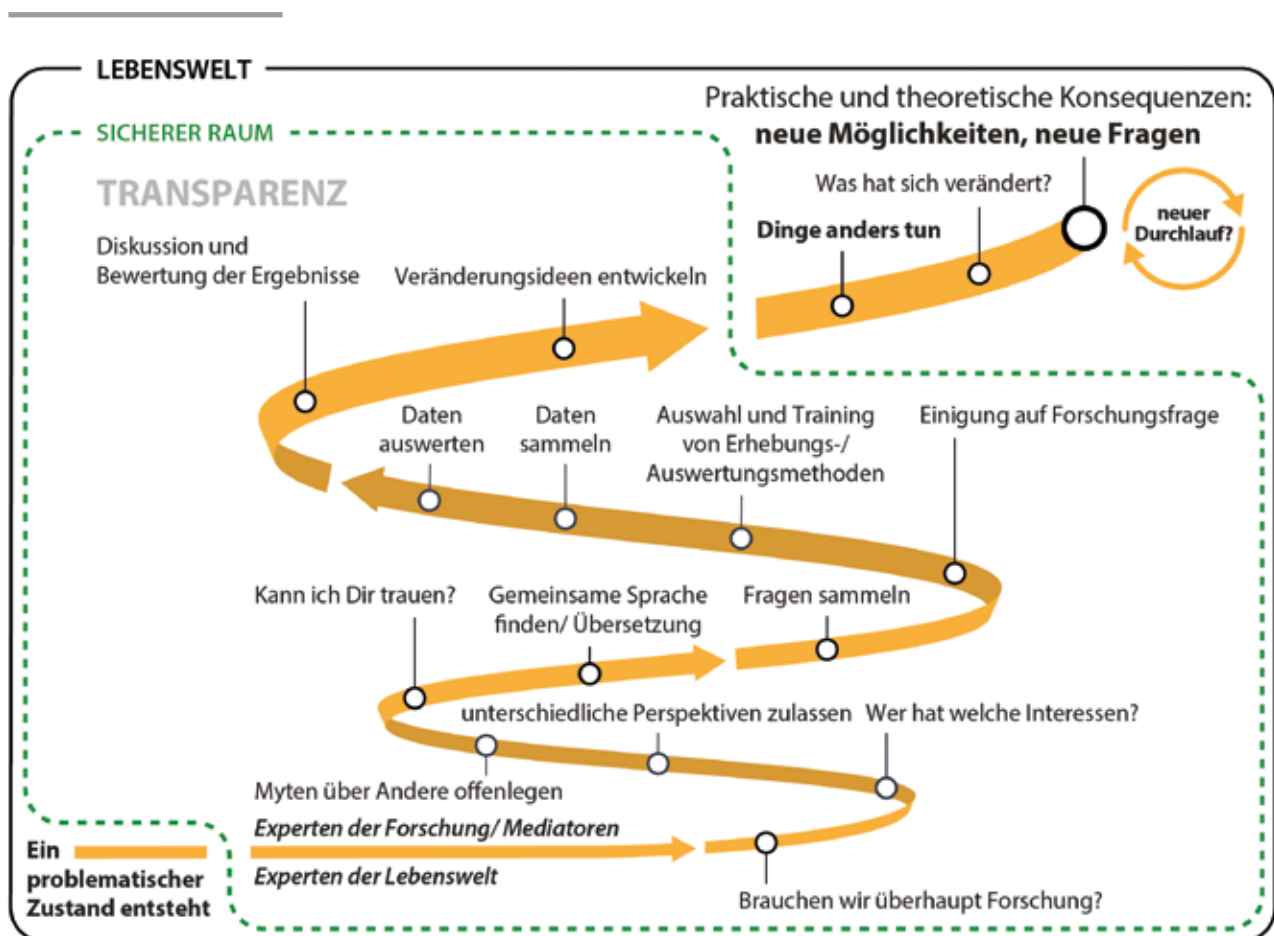 LEBENSWELT
Praktische und theoretische Konsequenzen:
neue Möglichkeiten, neue Fragen
SICHERER RAUM
TRANSPARENZ
Was hat sich verändert?
neuer
Durchlauf?
Dinge anders tun
Diskussion und
Bewertung der Ergebnisse
Veränderungsideen entwickeln
Daten
auswerten
Daten
sammeln
Auswahl und Training
von Erhebungs-/
Auswertungsmethoden
Einigung auf Forschungsfrage
Kann ich Dir trauen?
Gemeinsame Sprache
finden/ Übersetzung
Fragen sammeln
unterschiedliche Perspektiven zulassen
Wer hat welche Interessen?
Myten über Andere offenlegen
Experten der Forschung/ Mediatoren
Experten der Lebenswelt
Ein
problematischer
Zustand entsteht
Brauchen wir überhaupt Forschung?